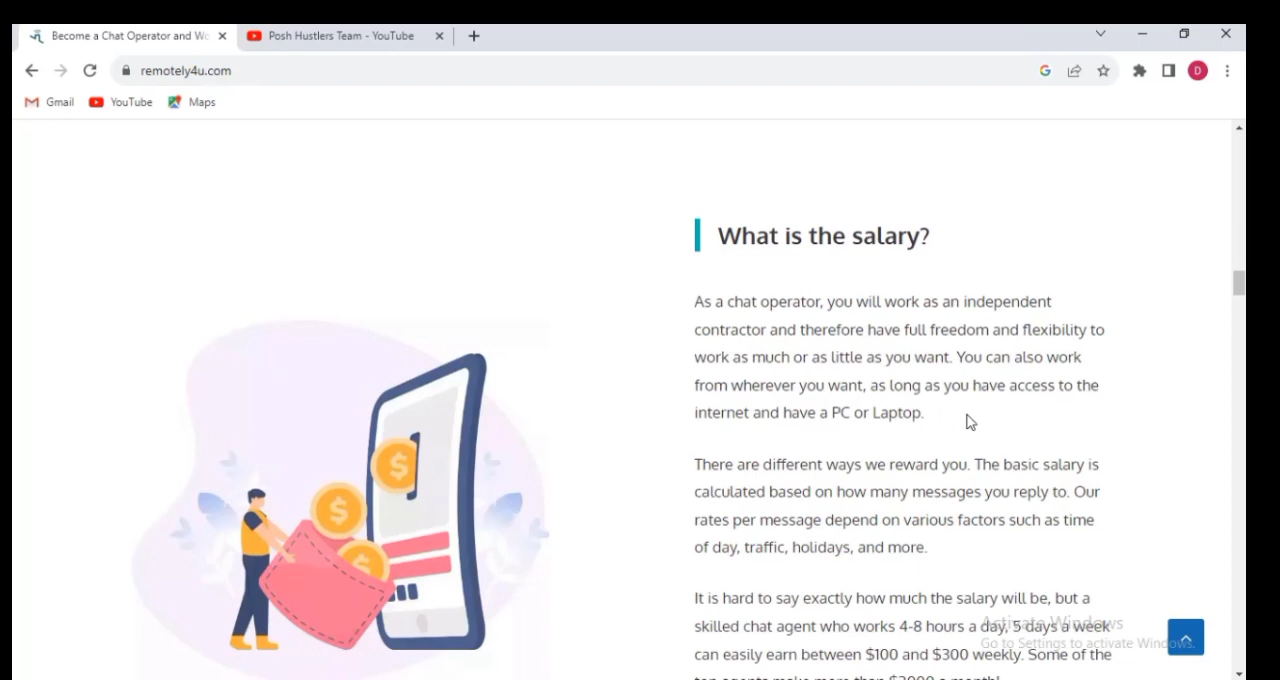 Become a Chat Operator and Wo
Posh Hustlers Team - YouTube
remotely4u.com
D
Gmail
YouTube
Maps
What is the salary?
As a chat operator, you will work as an independent
contractor and therefore have full freedom and flexibility to
work as much or as little as you want. You can also work
from wherever you want, as long as you have access to the
internet and have a PC or Laptop.
There are different ways we reward you. The basic salary is
calculated based on how many messages you reply to. Our
rates per message depend on various factors such as time
of day, traffic, holidays, and more.
It is hard to say exactly how much the salary will be, but a
skilled chat agent who works 4-8 hours a day, 5 days a week
can easily earn between $100 and $300 weekly. Some of the
Activate Windows
Go to Settings to activate Windows.